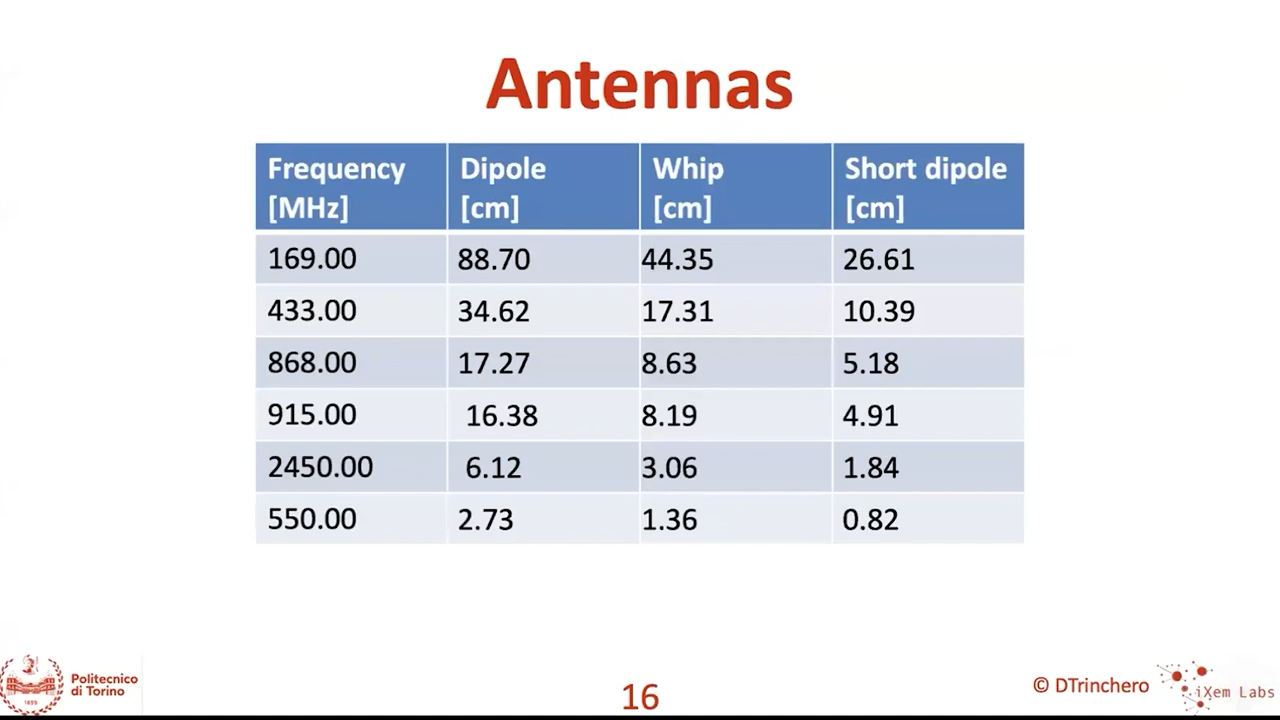 Antennas
Frequency [MHz] Dipole [cm] Whip [cm] Short dipole [cm]
169.00 88.70 44.35 26.61
433.00 34.62 17.31 10.39
868.00 17.27 8.63 5.18
915.00 16.38 8.19 4.91
2450.00 6.12 3.06 1.84
550.00 2.73 1.36 0.82
Politecnico
di Torino
1859
16
© DTrinchero
iXem Labs